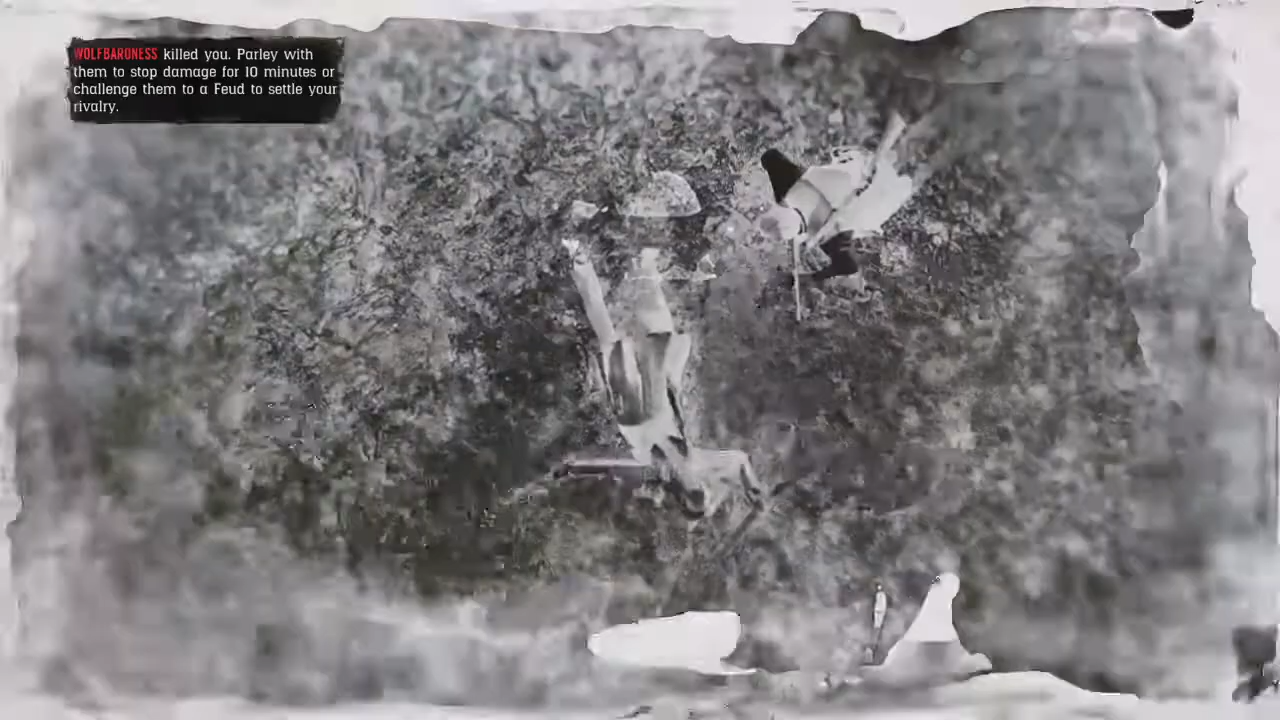 WOLFBARONESS killed you. Parley with
them to stop damage for 10 minutes or
challenge them to a Feud to settle your
rivalry.